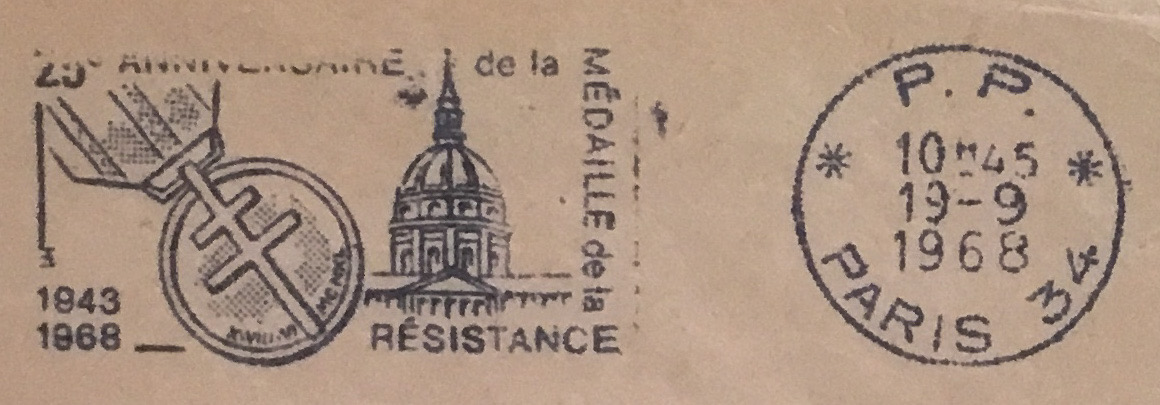 25e ANNIVERSAIRE de la
MÉDAILLE de la
RÉSISTANCE
1943
1968
P. P.
10H45
19-9
1968
PARIS 34